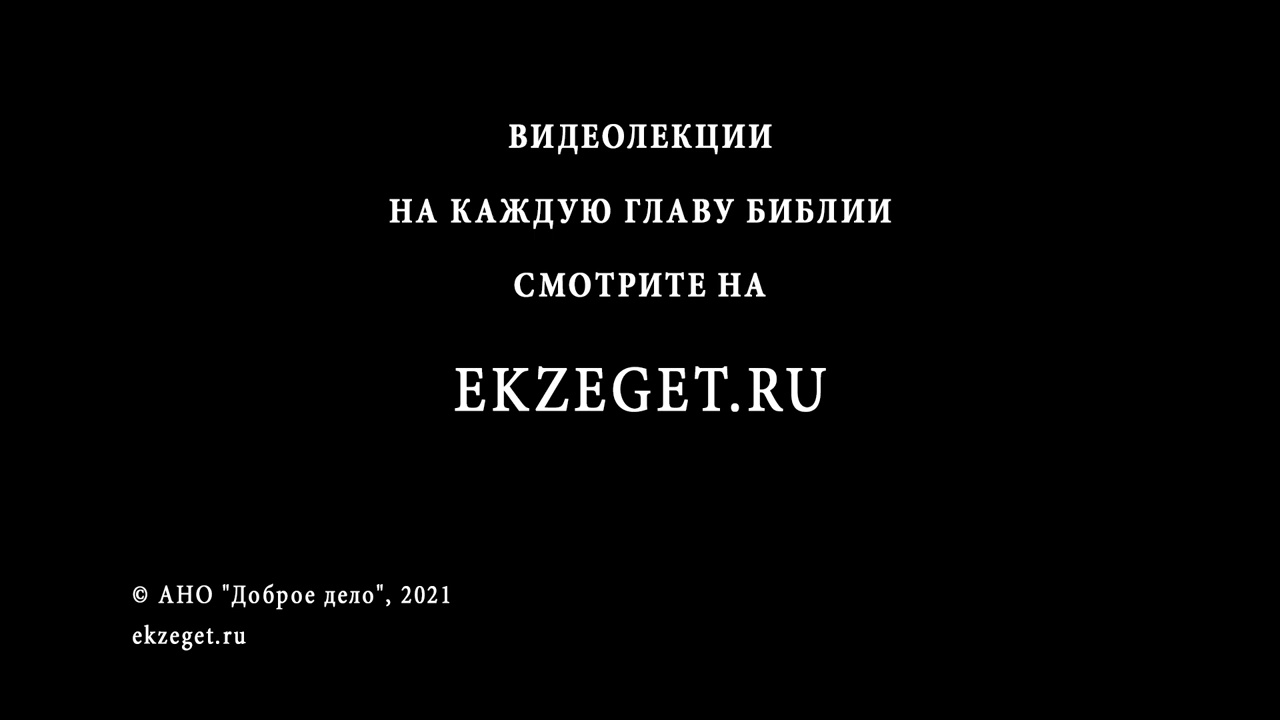 ВИДЕОЛЕКЦИИ
НА КАЖДУЮ ГЛАВУ БИБЛИИ
СМОТРИТЕ НА
EKZEGET.RU
© АНО "Доброе дело", 2021
ekzeget.ru